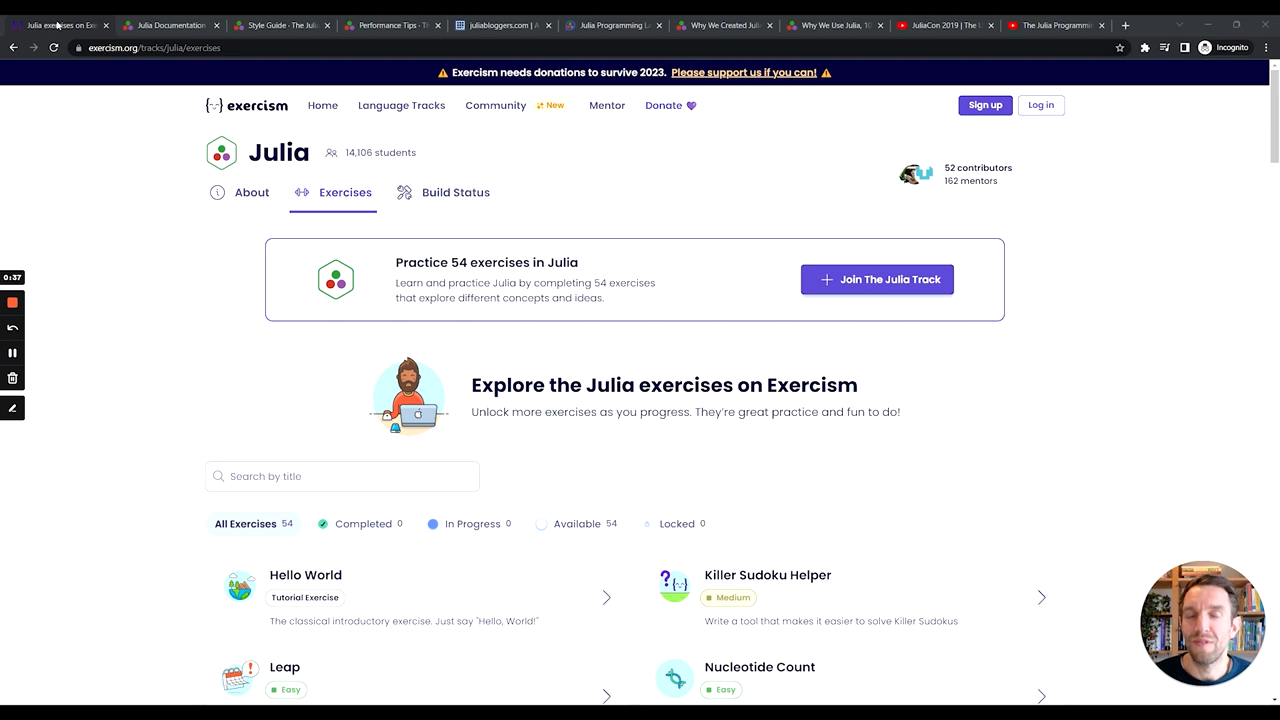 Julia exercises on Exe
Julia Documentation
Style Guide · The Juli
Performance Tips · Th
juliabloggers.com | A
Julia Programming La
Why We Created Juli
Why We Use Julia, 10
JuliaCon 2019 | The U
The Julia Programmin
exercism.org/tracks/julia/exercises
Incognito
⚠ Exercism needs donations to survive 2023. Please support us if you can! ⚠
exercism
Home
Language Tracks
Community
New
Mentor
Donate
Sign up
Log in
Julia
14,106 students
52 contributors
162 mentors
About
Exercises
Build Status
Practice 54 exercises in Julia
Learn and practice Julia by completing 54 exercises
that explore different concepts and ideas.
Join The Julia Track
0:37
Explore the Julia exercises on Exercism
Unlock more exercises as you progress. They're great practice and fun to do!
Search by title
All Exercises 54
Completed 0
In Progress 0
Available 54
Locked 0
Hello World
Tutorial Exercise
The classical introductory exercise. Just say "Hello, World!"
Killer Sudoku Helper
Medium
Write a tool that makes it easier to solve Killer Sudokus
Leap
Easy
Nucleotide Count
Easy